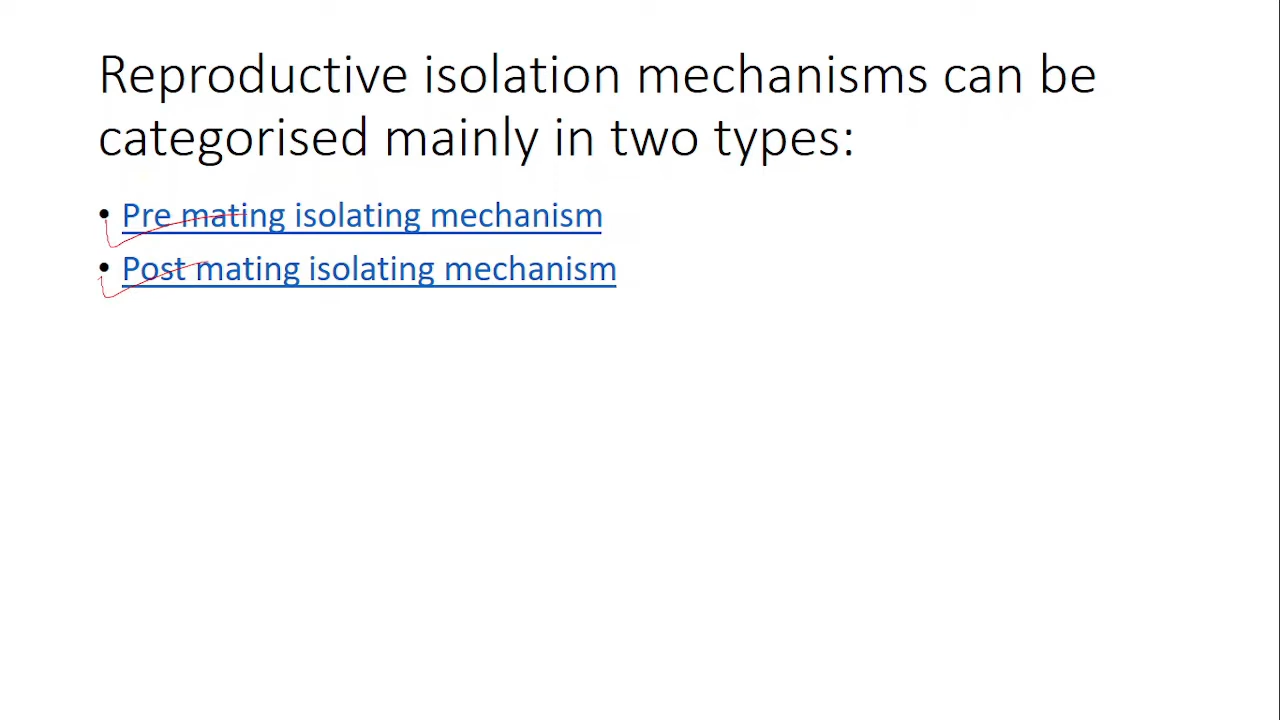 Reproductive isolation mechanisms can be
categorised mainly in two types:
• Pre mating isolating mechanism
• Post mating isolating mechanism